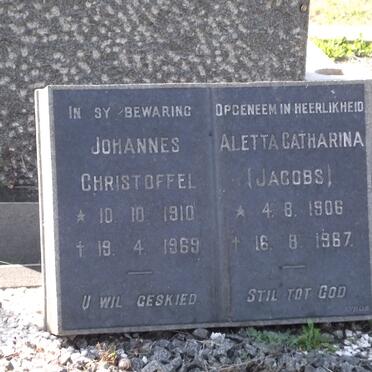 IN SY BEWARING
JOHANNES
CHRISTOFFEL
* 10. 10. 1910
† 19. 4. 1969
U WIL GESKIED
OPGENEEM IN HEERLIKHEID
ALETTA CATHARINA
(JACOBS)
* 4. 8. 1906
† 16. 8. 1967.
STIL TOT GOD